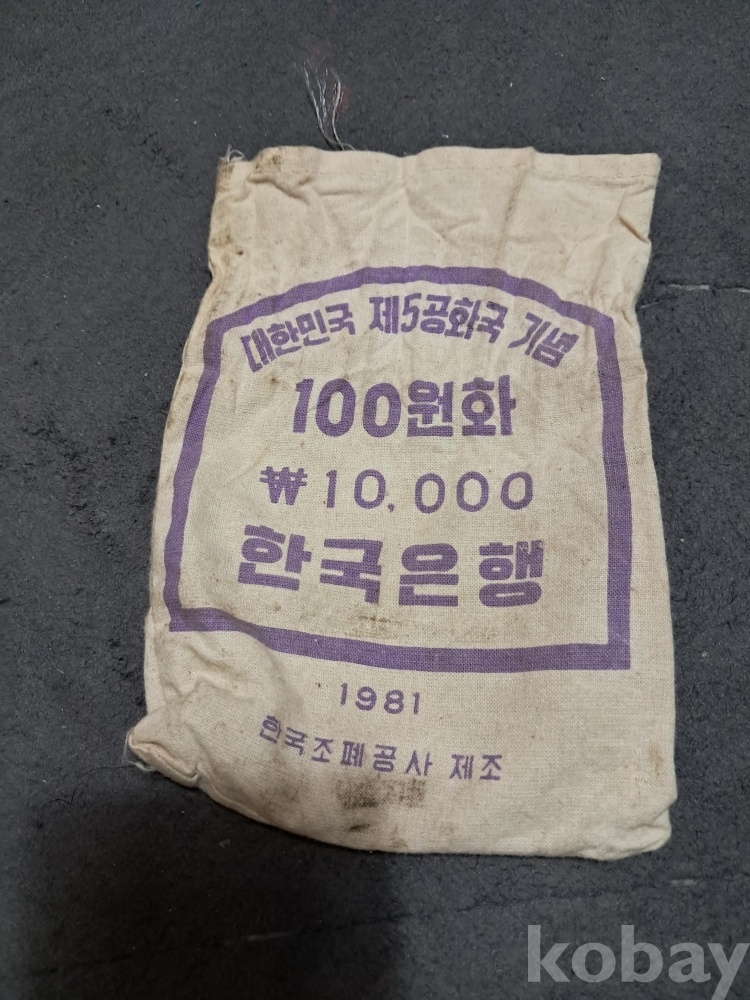 대한민국 제5공화국 기념
100원화
₩10,000
한국은행
1981
한국조폐공사 제조
kobay